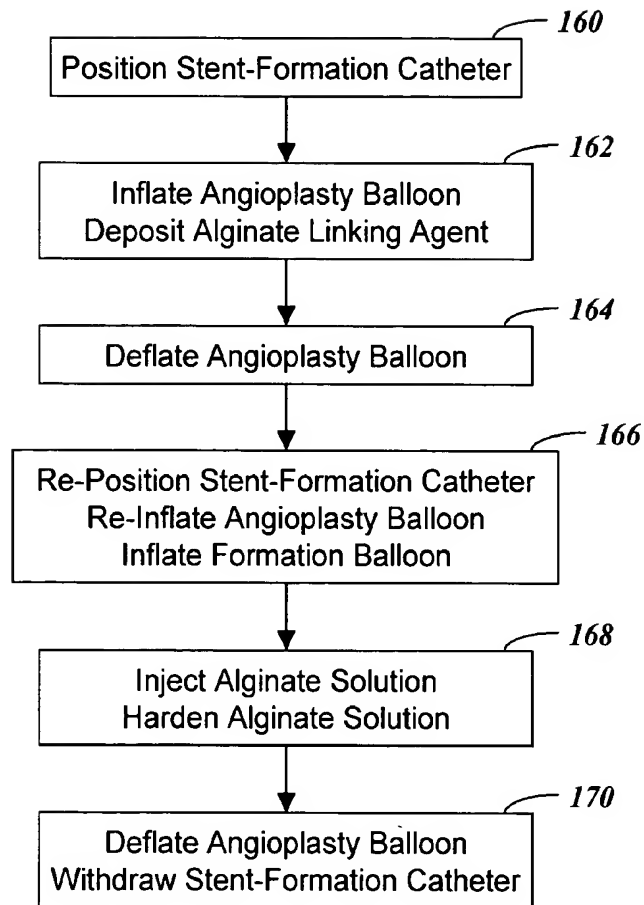 160
Position Stent-Formation Catheter
162
Inflate Angioplasty Balloon
Deposit Alginate Linking Agent
164
Deflate Angioplasty Balloon
166
Re-Position Stent-Formation Catheter
Re-Inflate Angioplasty Balloon
Inflate Formation Balloon
168
Inject Alginate Solution
Harden Alginate Solution
170
Deflate Angioplasty Balloon
Withdraw Stent-Formation Catheter